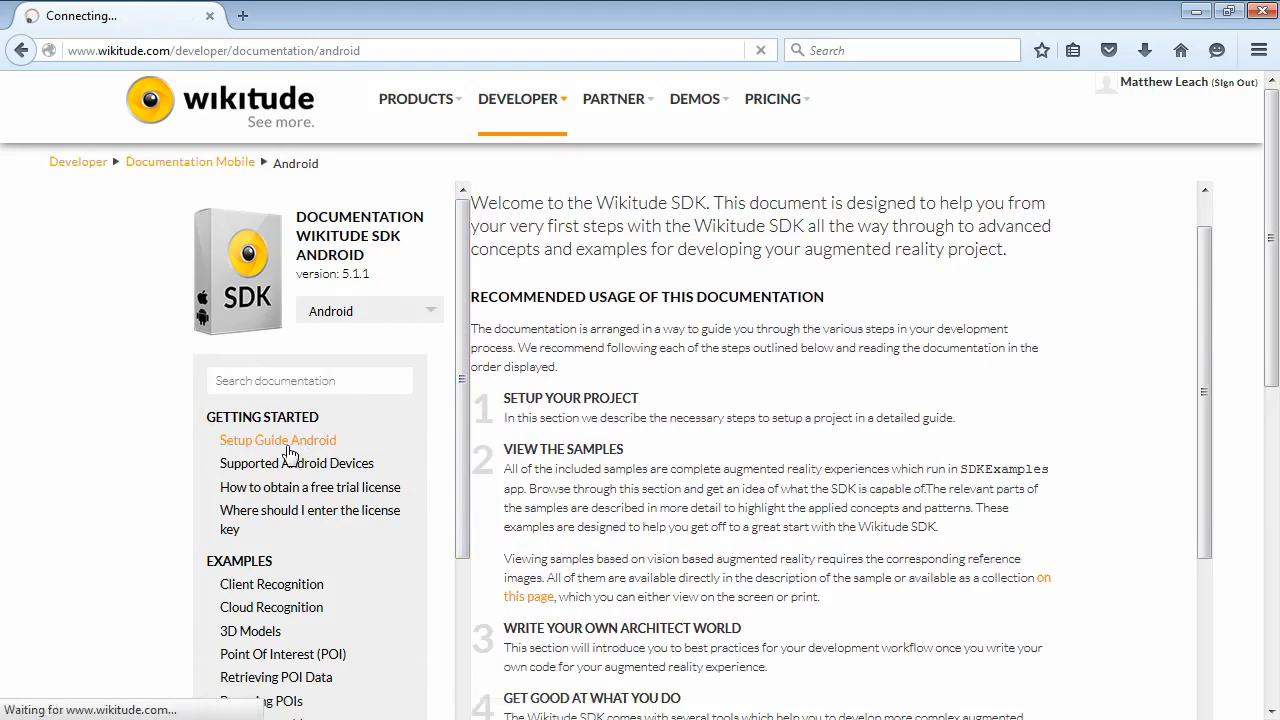 Connecting...
www.wikitude.com/developer/documentation/android
Search
wikitude
See more.
PRODUCTS
DEVELOPER
PARTNER
DEMOS
PRICING
Matthew Leach (Sign Out)
Developer
Documentation Mobile
Android
SDK
DOCUMENTATION
WIKITUDE SDK
ANDROID
version: 5.1.1
Android
Search documentation
GETTING STARTED
Setup Guide Android
Supported Android Devices
How to obtain a free trial license
Where should I enter the license
key
EXAMPLES
Client Recognition
Cloud Recognition
3D Models
Point Of Interest (POI)
Retrieving POI Data
POIs
Welcome to the Wikitude SDK. This document is designed to help you from
your very first steps with the Wikitude SDK all the way through to advanced
concepts and examples for developing your augmented reality project.
RECOMMENDED USAGE OF THIS DOCUMENTATION
The documentation is arranged in a way to guide you through the various steps in your development
process. We recommend following each of the steps outlined below and reading the documentation in the
order displayed.
1 SETUP YOUR PROJECT
In this section we describe the necessary steps to setup a project in a detailed guide.
2 VIEW THE SAMPLES
All of the included samples are complete augmented reality experiences which run in SDKExamples
app. Browse through this section and get an idea of what the SDK is capable of.The relevant parts of
the samples are described in more detail to highlight the applied concepts and patterns. These
examples are designed to help you get off to a great start with the Wikitude SDK.
Viewing samples based on vision based augmented reality requires the corresponding reference
images. All of them are available directly in the description of the sample or available as a collection on
this page, which you can either view on the screen or print.
3 WRITE YOUR OWN ARCHITECT WORLD
This section will introduce you to best practices for your development workflow once you write your
own code for your augmented reality experience.
4 GET GOOD AT WHAT YOU DO
The Wikitude SDK comes with several tools which help you to develop more complex augmented
Waiting for www.wikitude.com...